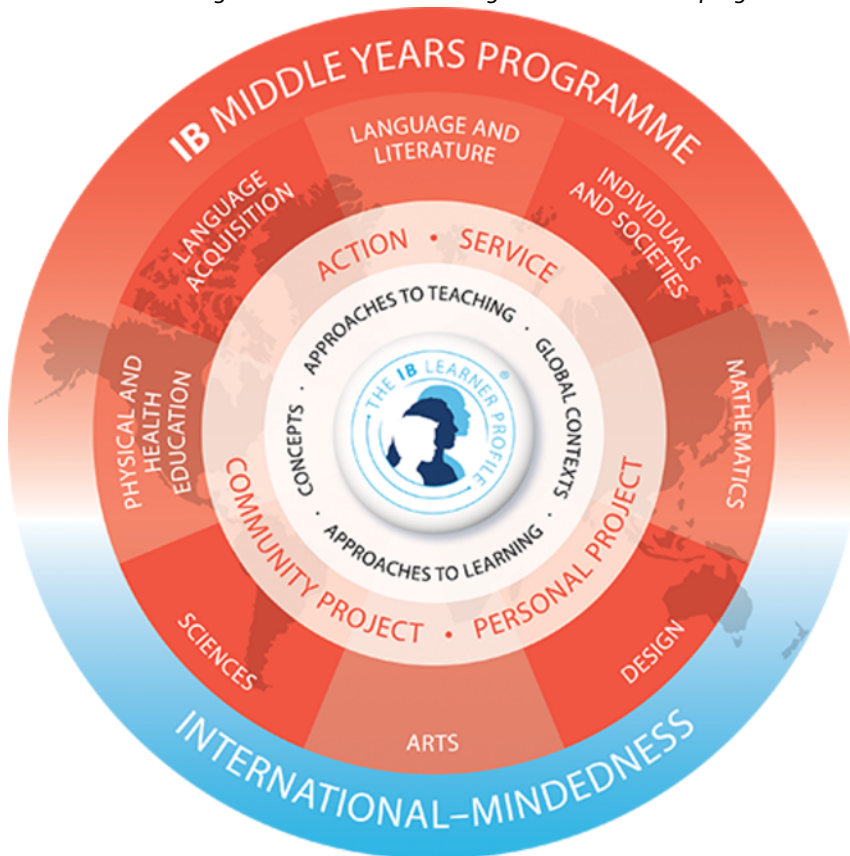 IB MIDDLE YEARS PROGRAMME
LANGUAGE AND
LITERATURE
INDIVIDUALS
AND SOCIETIES
MATHEMATICS
DESIGN
ARTS
SCIENCES
PHYSICAL AND
HEALTH
EDUCATION
LANGUAGE
ACQUISITION
ACTION • SERVICE
COMMUNITY PROJECT • PERSONAL PROJECT
APPROACHES TO TEACHING · GLOBAL CONTEXTS
APPROACHES TO LEARNING · CONCEPTS ·
THE IB LEARNER PROFILE ®
INTERNATIONAL–MINDEDNESS